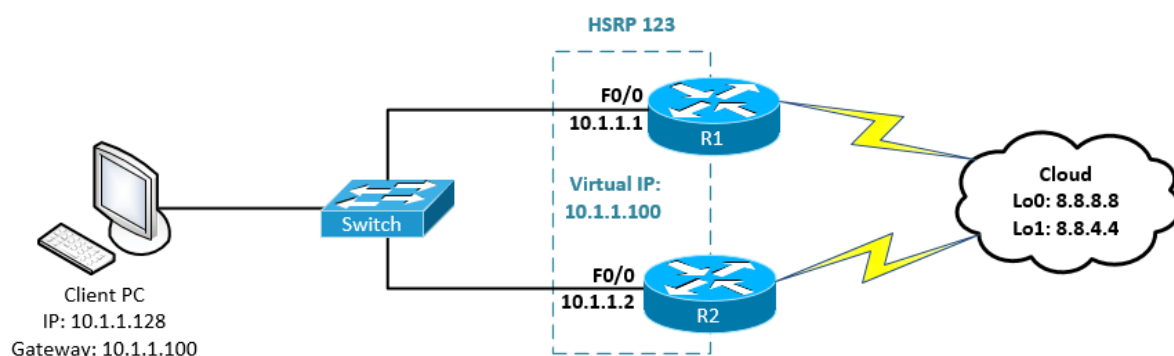 HSRP 123
F0/0
10.1.1.1
R1
Virtual IP:
10.1.1.100
Switch
F0/0
10.1.1.2
R2
Cloud
Lo0: 8.8.8.8
Lo1: 8.8.4.4
Client PC
IP: 10.1.1.128
Gateway: 10.1.1.100